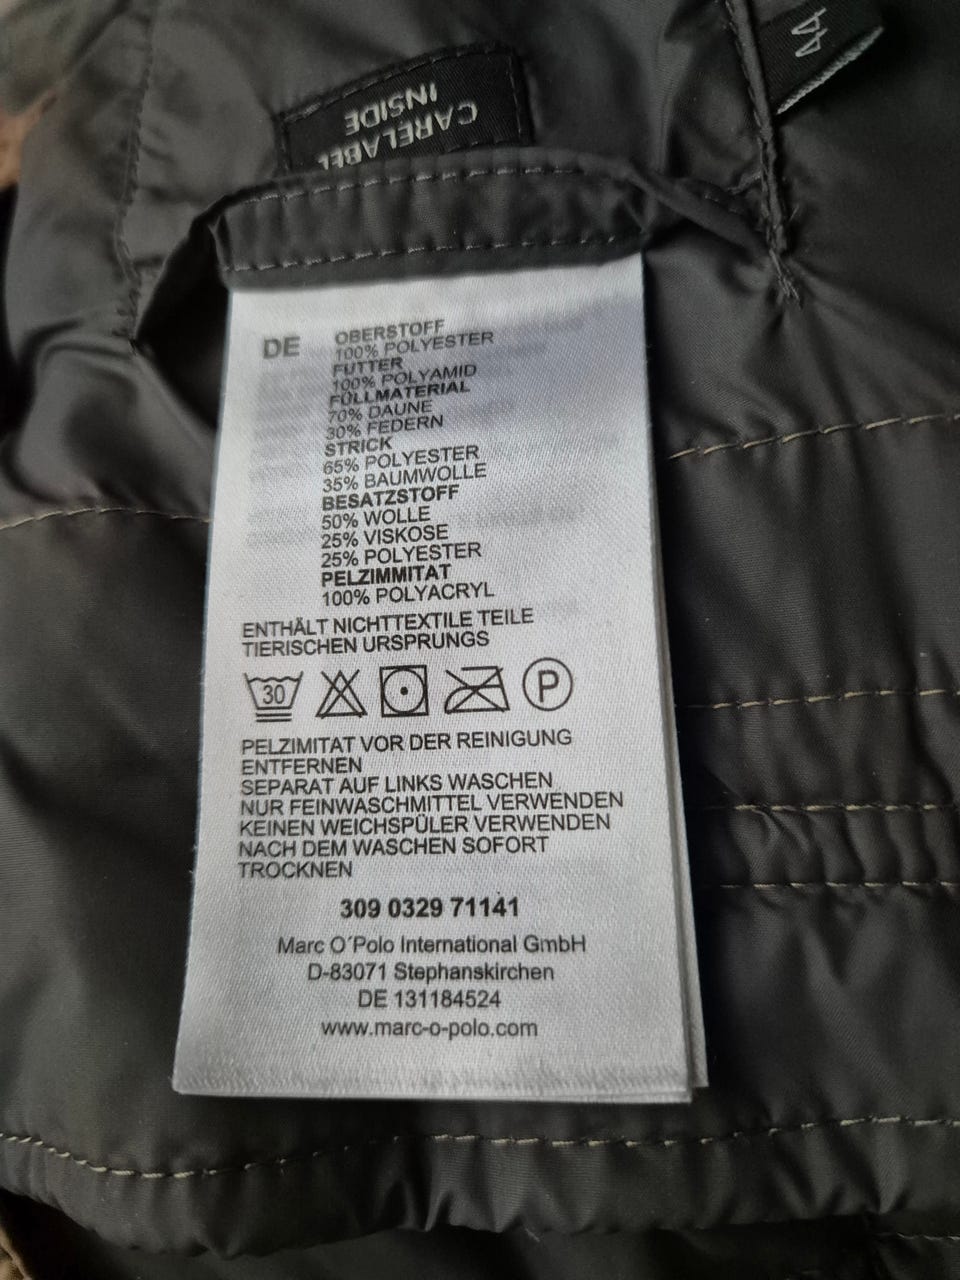 44
CARELABEL
INSIDE
DE
OBERSTOFF
100% POLYESTER
FUTTER
100% POLYAMID
FÜLLMATERIAL
70% DAUNE
30% FEDERN
STRICK
65% POLYESTER
35% BAUMWOLLE
BESATZSTOFF
50% WOLLE
25% VISKOSE
25% POLYESTER
PELZIMMITAT
100% POLYACRYL
ENTHÄLT NICHTTEXTILE TEILE
TIERISCHEN URSPRUNGS
30 P
PELZIMITAT VOR DER REINIGUNG
ENTFERNEN
SEPARAT AUF LINKS WASCHEN
NUR FEINWASCHMITTEL VERWENDEN
KEINEN WEICHSPÜLER VERWENDEN
NACH DEM WASCHEN SOFORT
TROCKNEN
309 0329 71141
Marc O´Polo International GmbH
D-83071 Stephanskirchen
DE 131184524
www.marc-o-polo.com